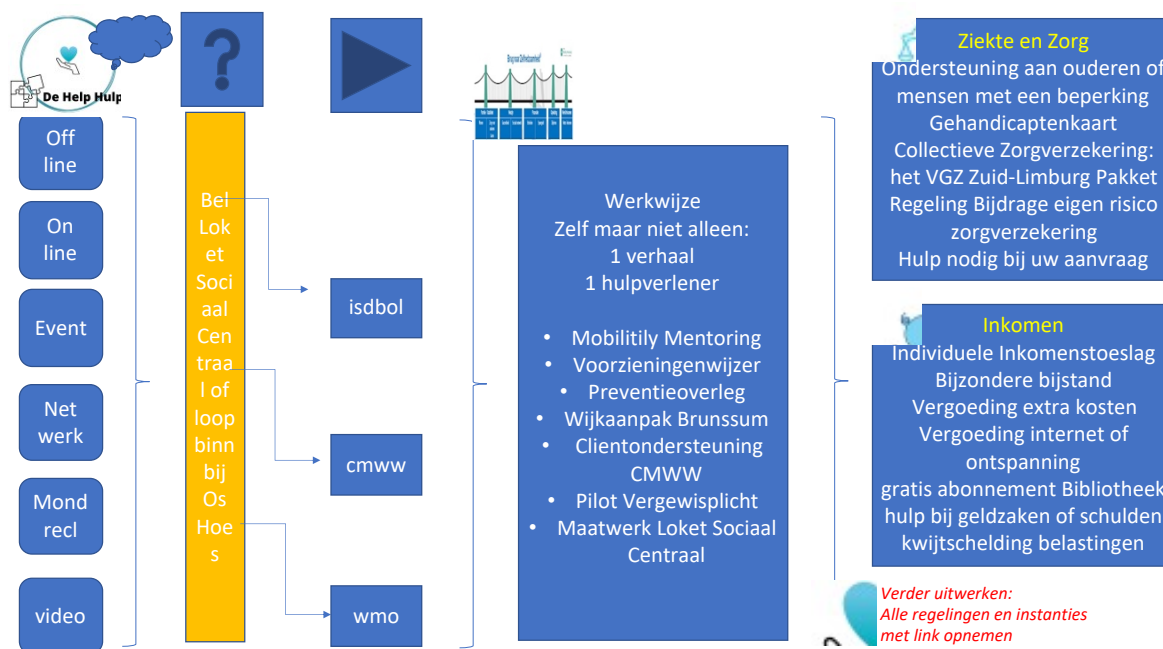 De Help Hulp
?
Off
line
On
line
Event
Net
werk
Mond
recl
video
Bel
Lok
et
Soci
aal
Cen
traa
l of
loop
binn
bij
Os
Hoe
s
isdbol
cmww
wmo
Werkwijze
Zelf maar niet alleen:
1 verhaal
1 hulpverlener
• Mobilitily Mentoring
• Voorzieningenwijzer
• Preventieoverleg
• Wijkaanpak Brunssum
• Clientondersteuning
CMWW
• Pilot Vergewisplicht
• Maatwerk Loket Sociaal
Centraal
Ziekte en Zorg
Ondersteuning aan ouderen of
mensen met een beperking
Gehandicaptenkaart
Collectieve Zorgverzekering:
het VGZ Zuid-Limburg Pakket
Regeling Bijdrage eigen risico
zorgverzekering
Hulp nodig bij uw aanvraag
Inkomen
Individuele Inkomenstoeslag
Bijzondere bijstand
Vergoeding extra kosten
Vergoeding internet of
ontspanning
gratis abonnement Bibliotheek
hulp bij geldzaken of schulden
kwijtschelding belastingen
Verder uitwerken:
Alle regelingen en instanties
met link opnemen